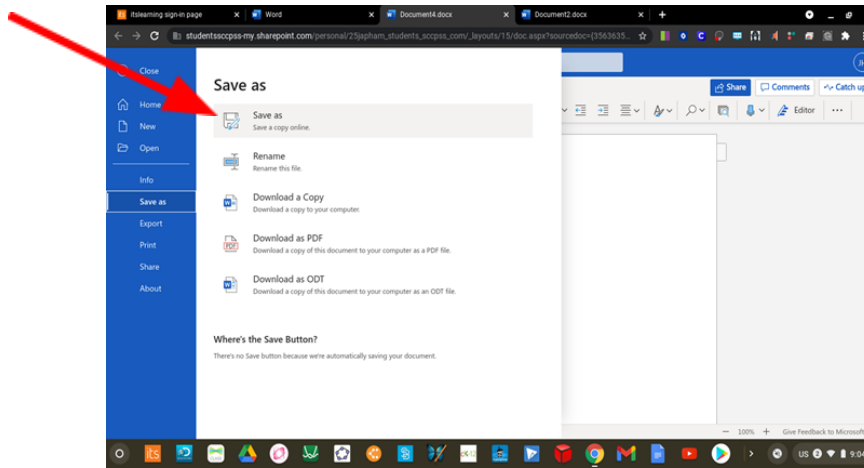 itslearning sign-in page
Word
Document4.docx
Document2.docx
studentssccpss-my.sharepoint.com/personal/25japham_students_sccpss_com/_layouts/15/doc.aspx?sourcedoc={3563635...
Close
Save as
Share
Comments
Catch up
Home
Save as
Save a copy online.
Editor
New
Open
Rename
Rename this file.
Info
Save as
Download a Copy
Download a copy to your computer.
Export
Print
Download as PDF
Download a copy of this document to your computer as a PDF file.
Share
About
Download as ODT
Download a copy of this document to your computer as an ODT file.
Where's the Save Button?
There's no Save button because we're automatically saving your document.
100%
Give Feedback to Microsoft
its
CK-12
US